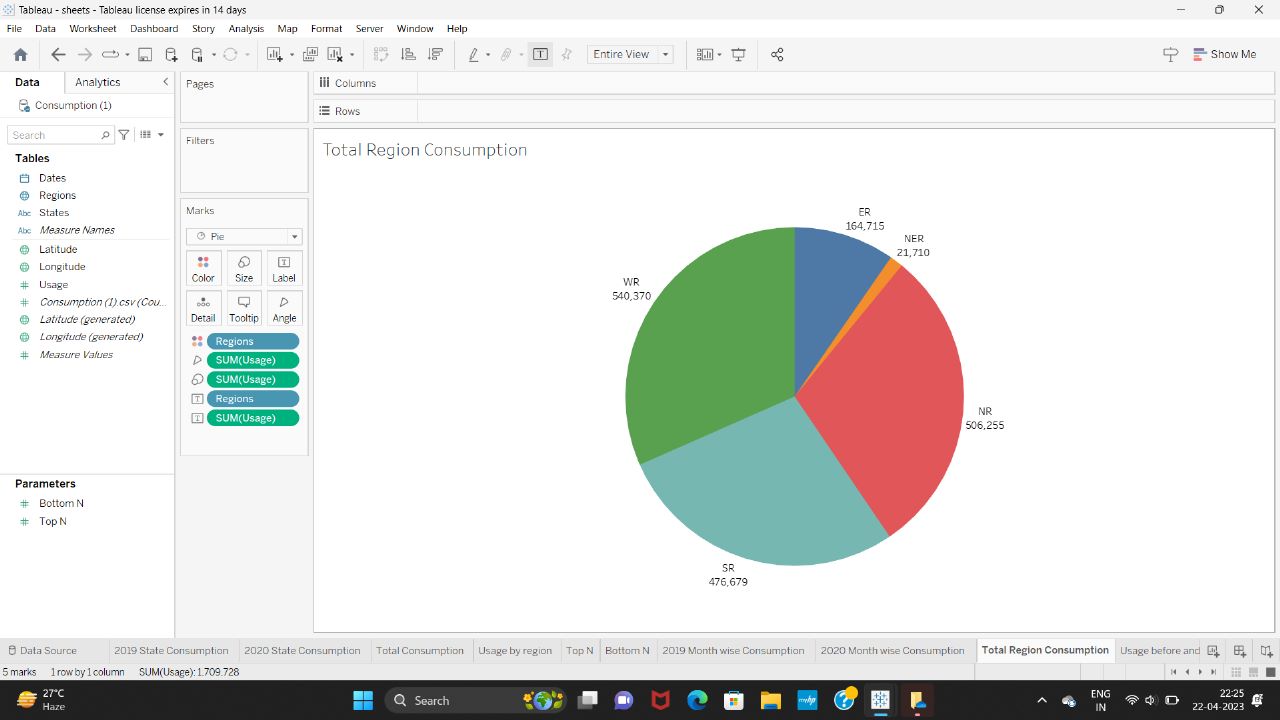 Tableau - sheets - Tableau license expires in 14 days
File Data Worksheet Dashboard Story Analysis Map Format Server Window Help
Entire View
Show Me
Data Analytics
Consumption (1)
Search
Tables
Dates
Regions
Abc States
Abc Measure Names
Latitude
Longitude
# Usage
# Consumption (1).csv (Cou...
Latitude (generated)
Longitude (generated)
# Measure Values
Parameters
# Bottom N
# Top N
Pages
Filters
Marks
Pie
Color Size Label
Detail Tooltip Angle
Regions
SUM(Usage)
SUM(Usage)
Regions
SUM(Usage)
Columns
Rows
Total Region Consumption
ER
164,715
NER
21,710
WR
540,370
NR
506,255
SR
476,679
Data Source 2019 State Consumption 2020 State Consumption Total Consumption Usage by region Top N Bottom N 2019 Month wise Consumption 2020 Month wise Consumption Total Region Consumption Usage before and
5 marks 1 row by 1 column SUM(Usage): 1,709,728
27°C
Haze
Search
myhp
ENG
IN
22:25
22-04-2023